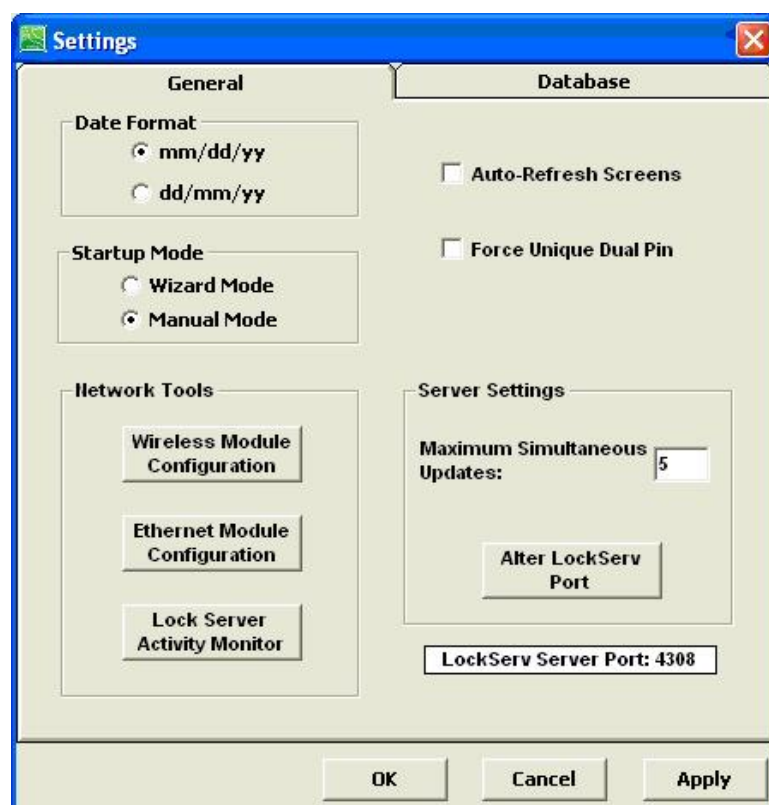 Settings
General
Database
Date Format
mm/dd/yy
dd/mm/yy
Auto-Refresh Screens
Force Unique Dual Pin
Startup Mode
Wizard Mode
Manual Mode
Network Tools
Wireless Module
Configuration
Ethernet Module
Configuration
Lock Server
Activity Monitor
Server Settings
Maximum Simultaneous
Updates:
5
Alter LockServ
Port
LockServ Server Port: 4308
OK
Cancel
Apply